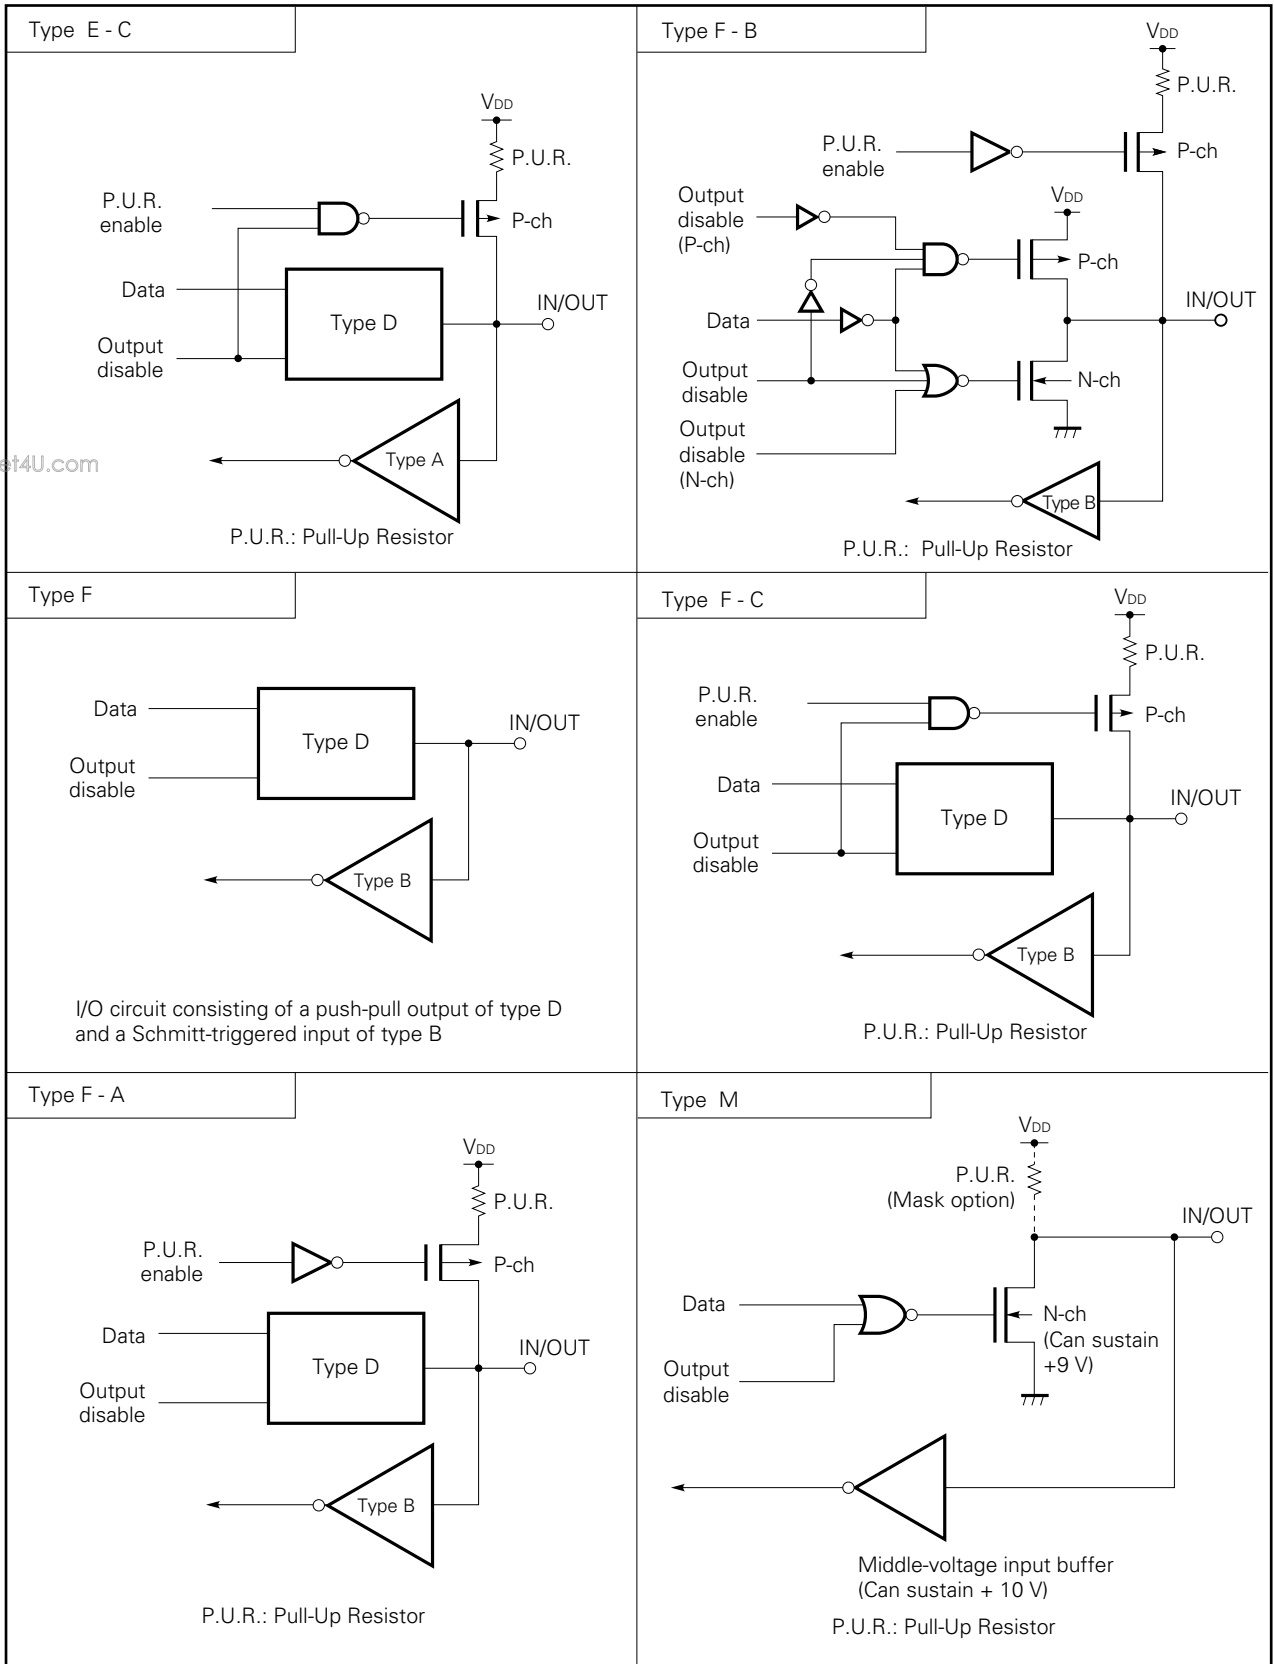 Type E - C
VDD
P.U.R.
P.U.R.
enable
P-ch
Data
Type D
IN/OUT
Output
disable
Type A
et4U.com
P.U.R.: Pull-Up Resistor
Type F - B
VDD
P.U.R.
P.U.R.
enable
P-ch
Output
disable
(P-ch)
VDD
P-ch
IN/OUT
Data
Output
disable
N-ch
Output
disable
(N-ch)
Type B
P.U.R.: Pull-Up Resistor
Type F
Data
Type D
IN/OUT
Output
disable
Type B
I/O circuit consisting of a push-pull output of type D
and a Schmitt-triggered input of type B
Type F - C
VDD
P.U.R.
P.U.R.
enable
P-ch
Data
Type D
IN/OUT
Output
disable
Type B
P.U.R.: Pull-Up Resistor
Type F - A
VDD
P.U.R.
P.U.R.
enable
P-ch
Data
Type D
IN/OUT
Output
disable
Type B
P.U.R.: Pull-Up Resistor
Type M
VDD
P.U.R.
(Mask option)
IN/OUT
Data
N-ch
(Can sustain
+9 V)
Output
disable
Middle-voltage input buffer
(Can sustain + 10 V)
P.U.R.: Pull-Up Resistor